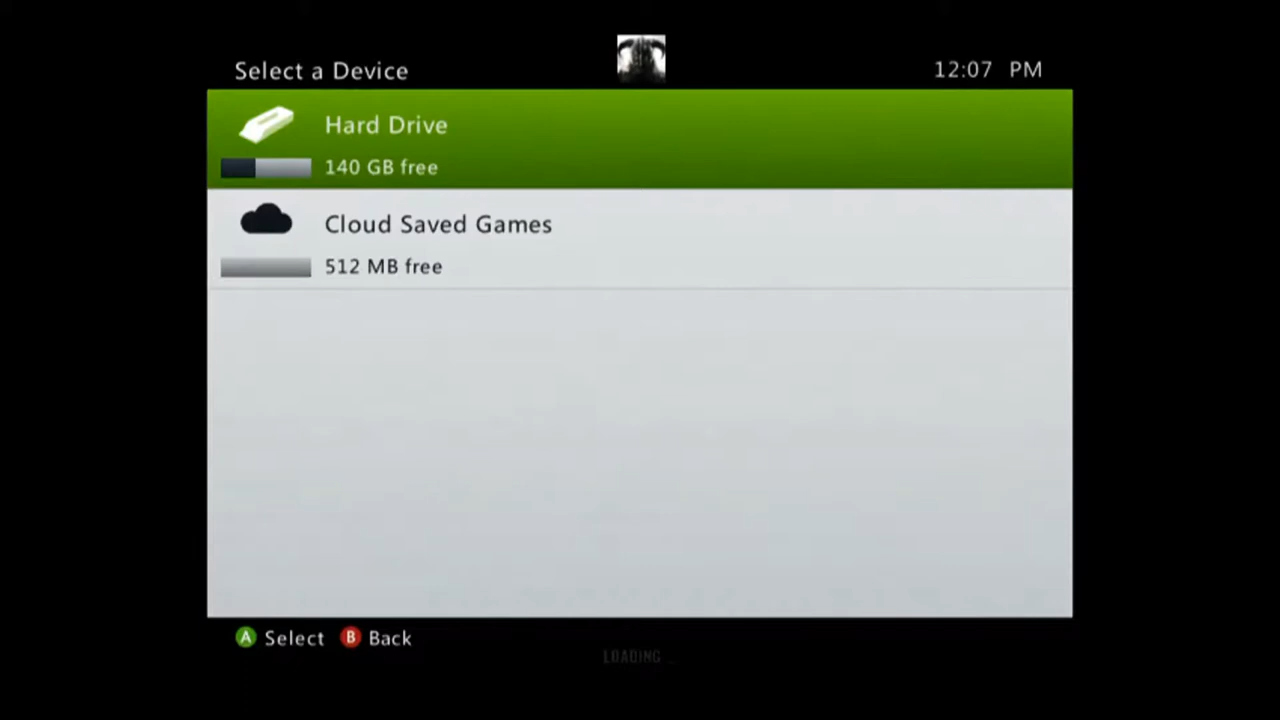 Select a Device
12:07 PM
Hard Drive
140 GB free
Cloud Saved Games
512 MB free
A Select B Back
LOADING ...